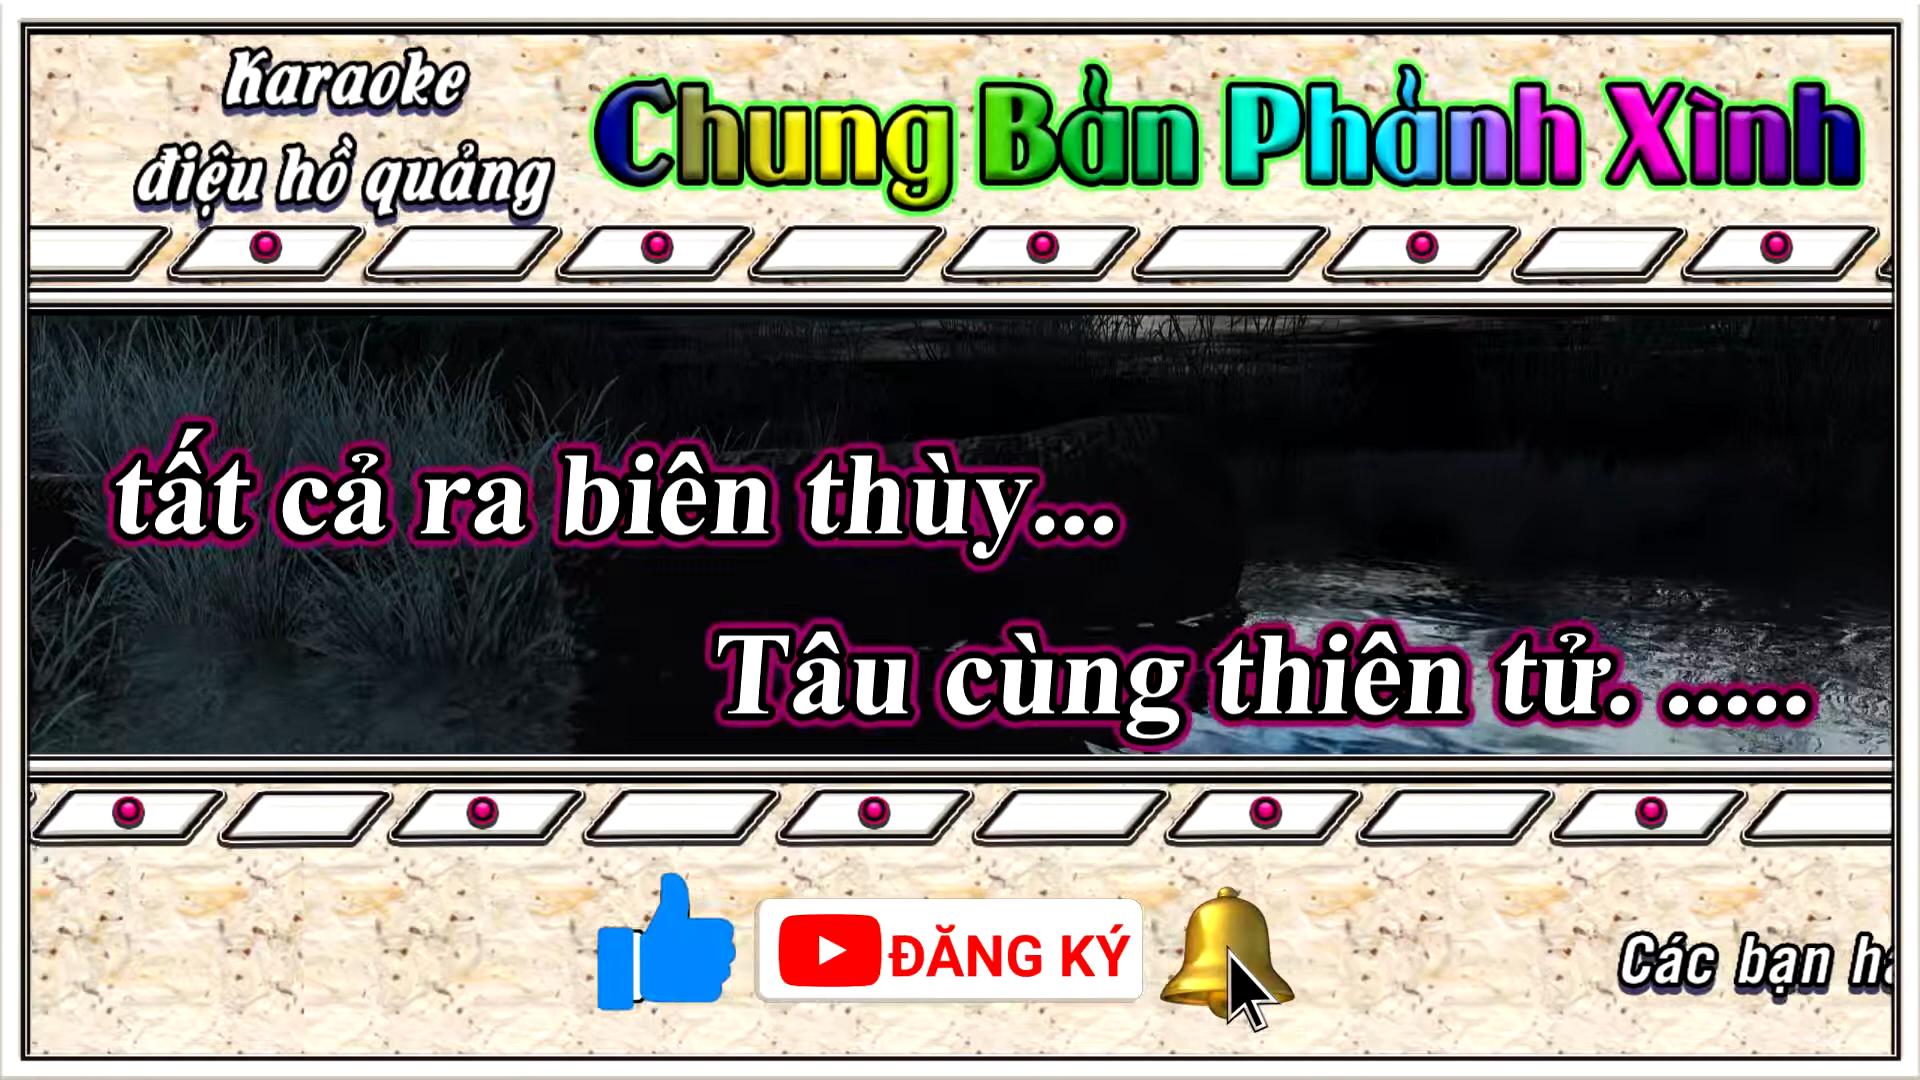 Karaoke
điệu hồ quảng
Chung Bản Phảnh Xình
tất cả ra biên thùy...
Tâu cùng thiên tử. .....
ĐĂNG KÝ
Các bạn